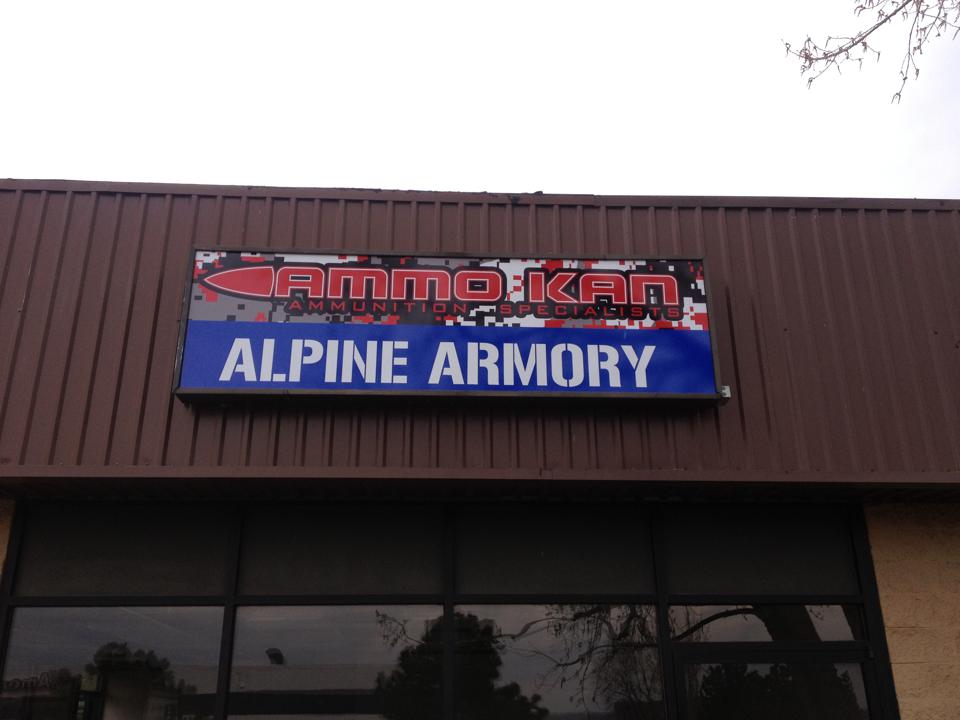 AMMO KAN
AMMUNITION SPECIALISTS
ALPINE ARMORY